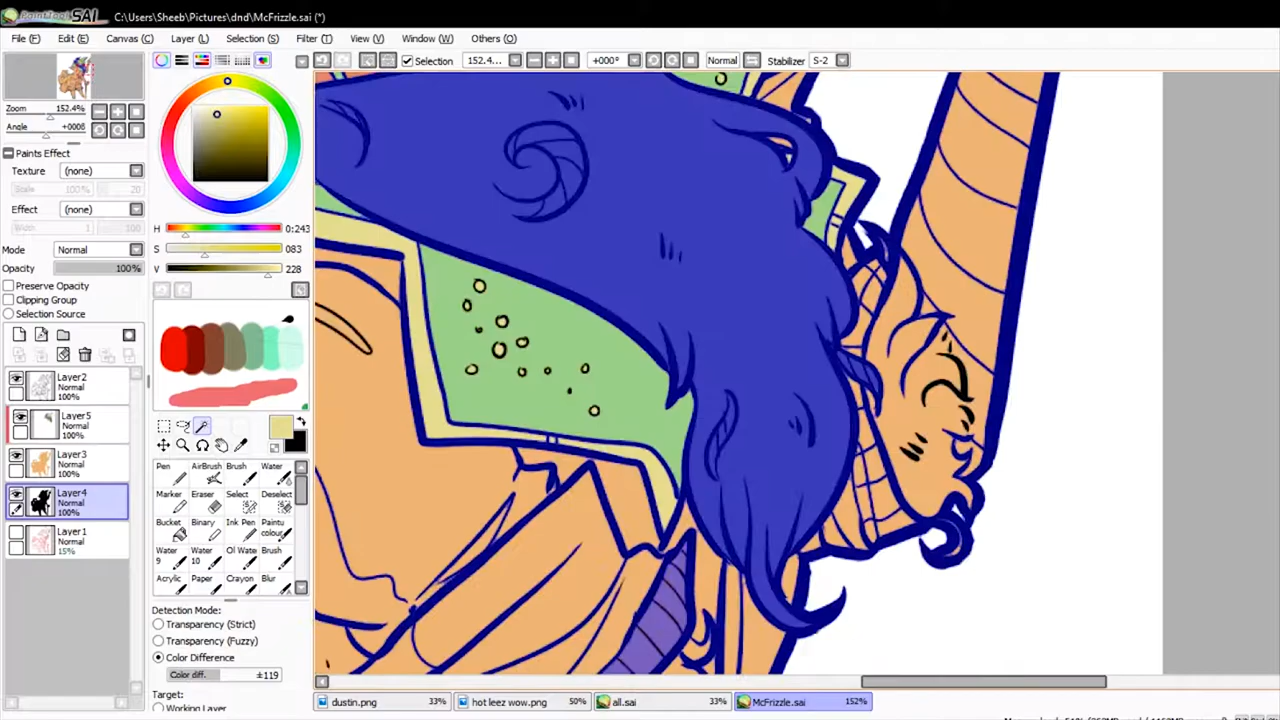 PaintTool SAI C:\Users\Sheeb\Pictures\dnd\McFrizzle.sai (*)
File (F) Edit (E) Canvas (C) Layer (L) Selection (S) Filter (T) View (V) Window (W) Others (O)
Selection 152.4... +000° Normal Stabilizer S-2
Zoom 152.4%
Angle +000θ
Paints Effect
Texture (none)
Scale 100% 20
Effect (none)
Width 1 100
Mode Normal
Opacity 100%
Preserve Opacity
Clipping Group
Selection Source
H 0:243
S 083
V 228
Layer2
Normal
100%
Layer5
Normal
100%
Layer3
Normal
100%
Layer4
Normal
100%
Layer1
Normal
15%
Pen AirBrush Brush Water
Marker Eraser Select Deselect
Bucket Binary Ink Pen Paintu colour
Water 9 Water 10 Ol Wate Brush
Acrylic Paper Crayon Blur
Detection Mode:
Transparency (Strict)
Transparency (Fuzzy)
Color Difference
Color diff. ±119
Target:
Working Layer
dustin.png 33% hot leez wow.png 50% all.sai 33% McFrizzle.sai 152%